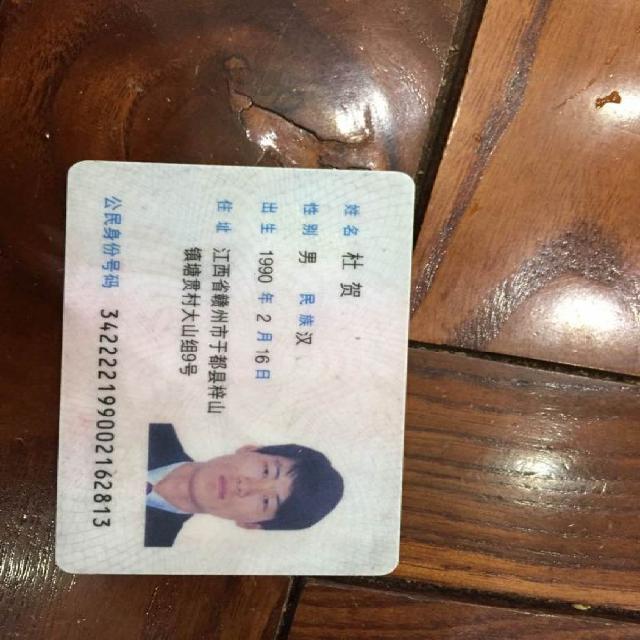 姓名 杜贺
性别 男 民族 汉
出生 1990 年 2 月 16 日
住址 江西省赣州市于都县梓山
镇塘贯村大山组9号
公民身份号码 342222199002162813